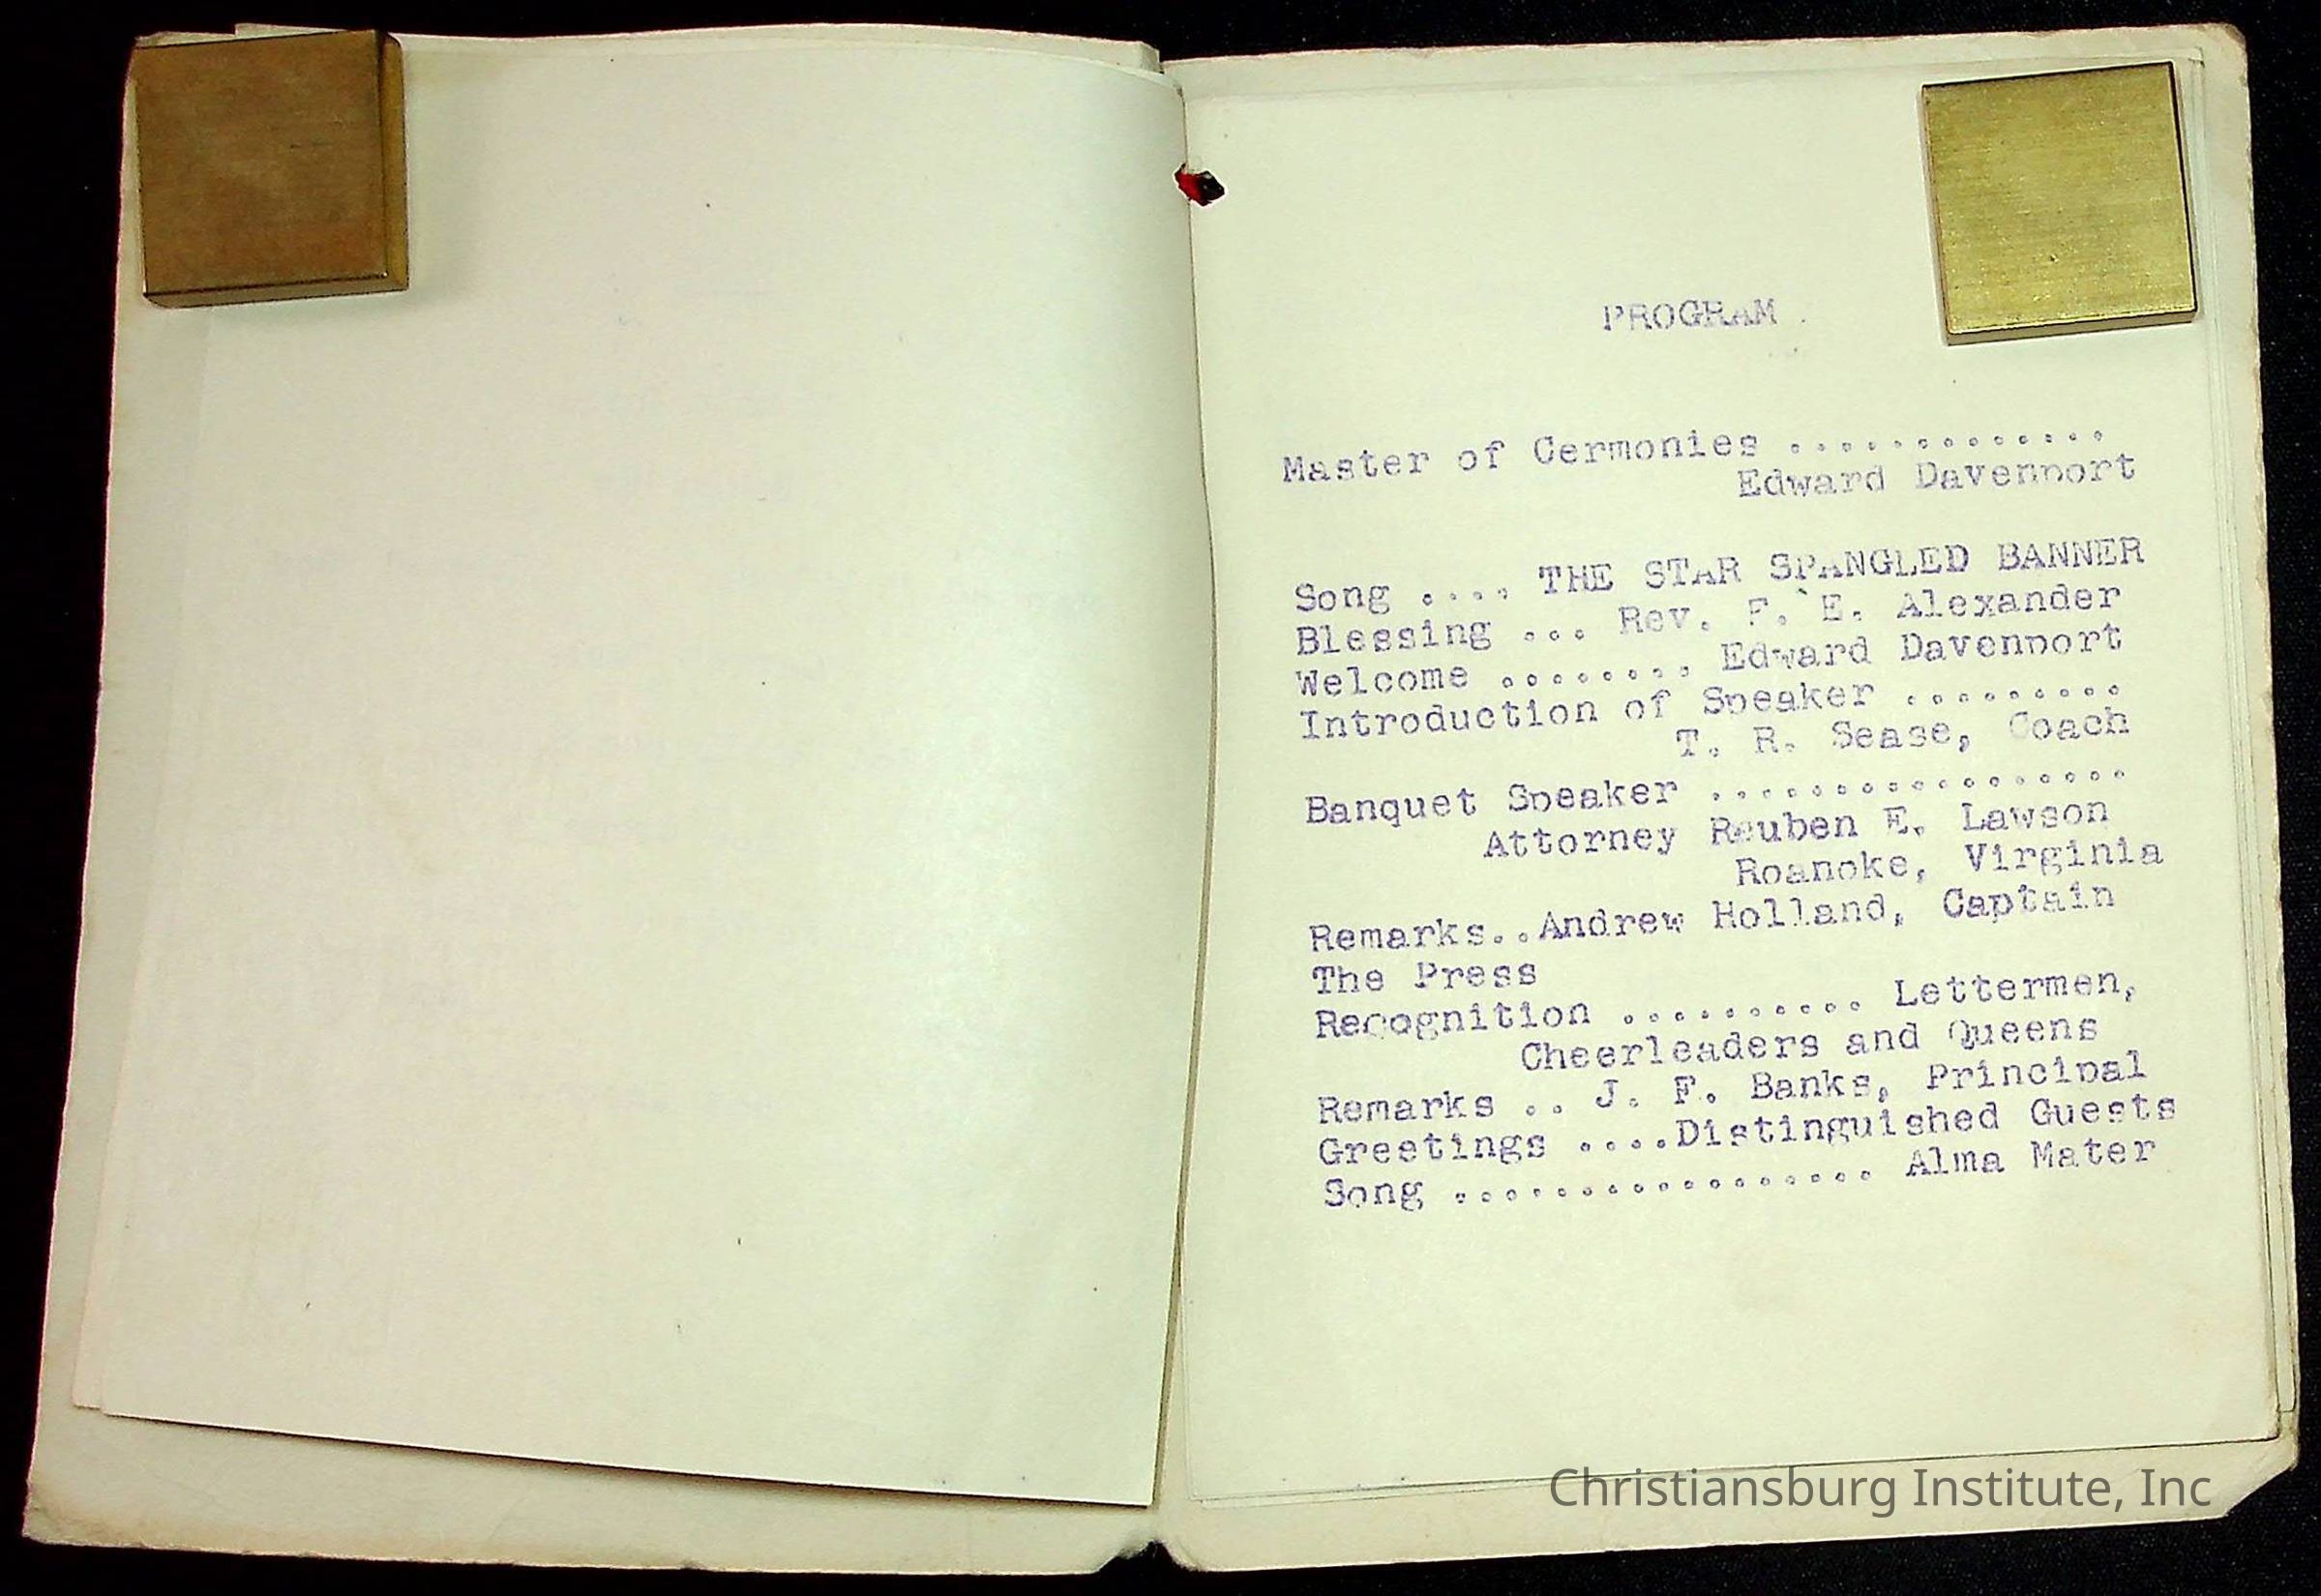 PROGRAM
Master of Cermonies .............
Edward Davenport
Song .... THE STAR SPANGLED BANNER
Blessing ... Rev. F. E. Alexander
Welcome ........ Edward Davenport
Introduction of Speaker .........
T. R. Sease, Coach
Banquet Speaker .................
Attorney Reuben E. Lawson
Roanoke, Virginia
Remarks..Andrew Holland, Captain
The Press
Recognition .......... Lettermen,
Cheerleaders and Queens
Remarks .. J. F. Banks, Principal
Greetings ....Distinguished Guests
Song ................. Alma Mater
Christiansburg Institute, Inc